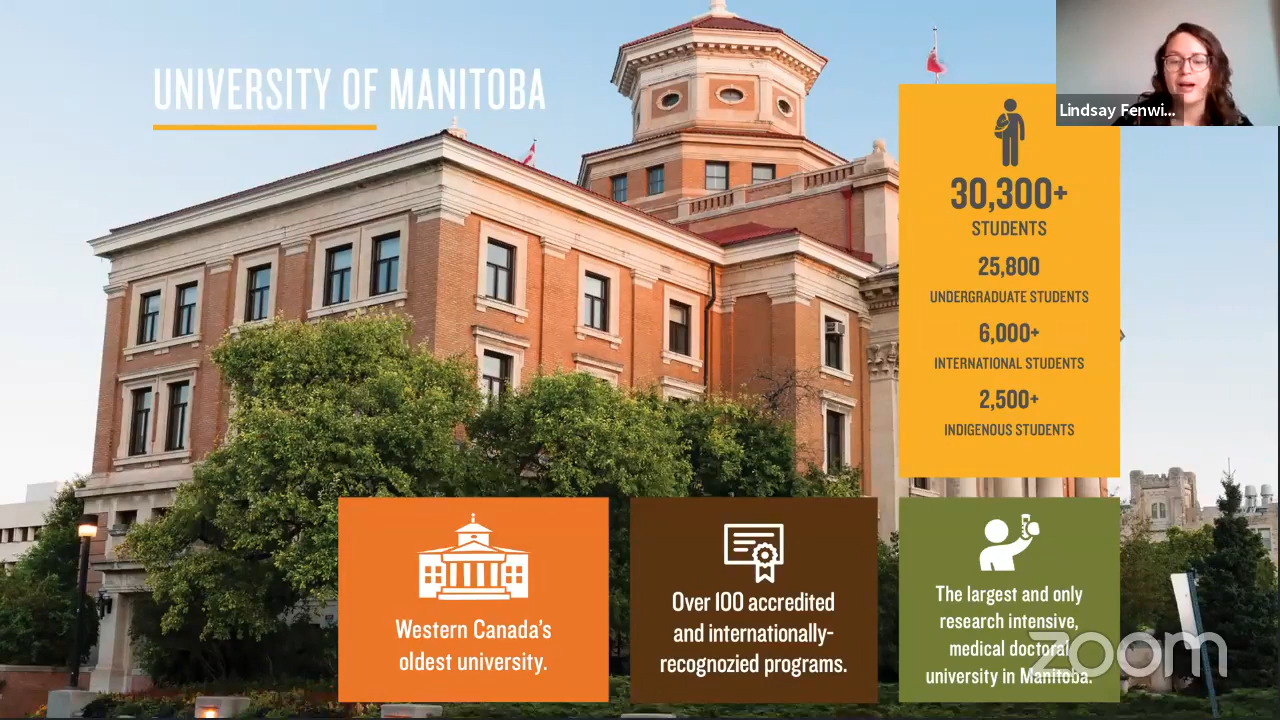 UNIVERSITY OF MANITOBA
Lindsay Fenwi...
30,300+
STUDENTS
25,800
UNDERGRADUATE STUDENTS
6,000+
INTERNATIONAL STUDENTS
2,500+
INDIGENOUS STUDENTS
Western Canada's
oldest university.
Over 100 accredited
and internationally-
recognozied programs.
The largest and only
research intensive,
medical doctoral
university in Manitoba.
zoom